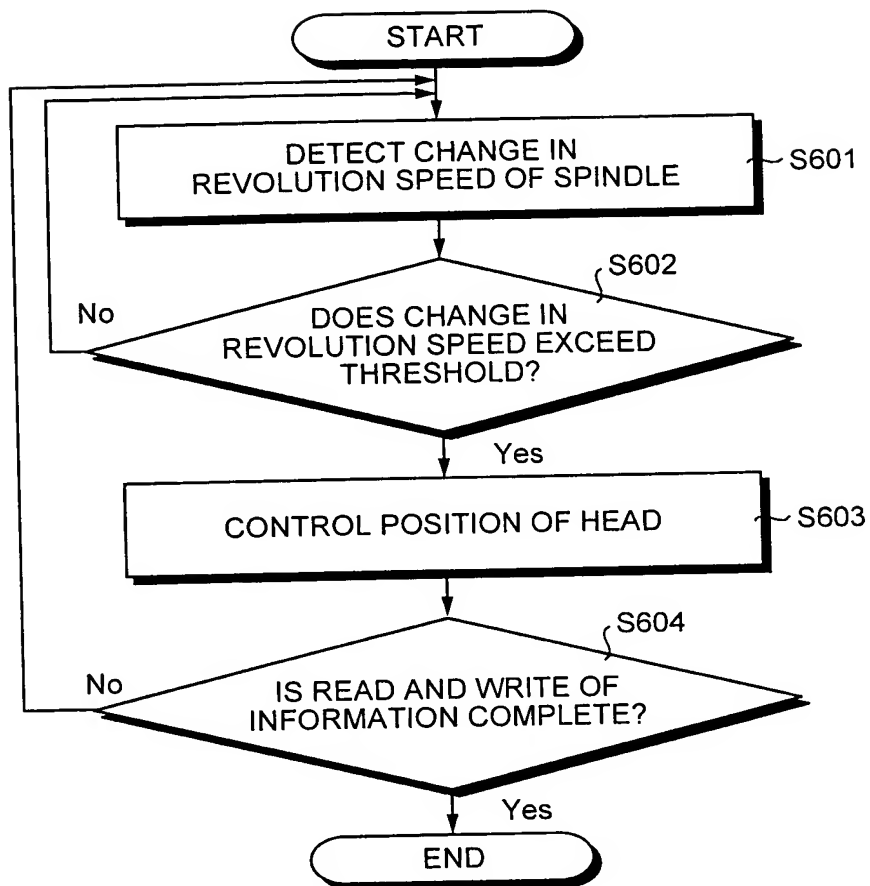 START
DETECT CHANGE IN
REVOLUTION SPEED OF SPINDLE
S601
S602
No
DOES CHANGE IN
REVOLUTION SPEED EXCEED
THRESHOLD?
Yes
CONTROL POSITION OF HEAD
S603
S604
No
IS READ AND WRITE OF
INFORMATION COMPLETE?
Yes
END